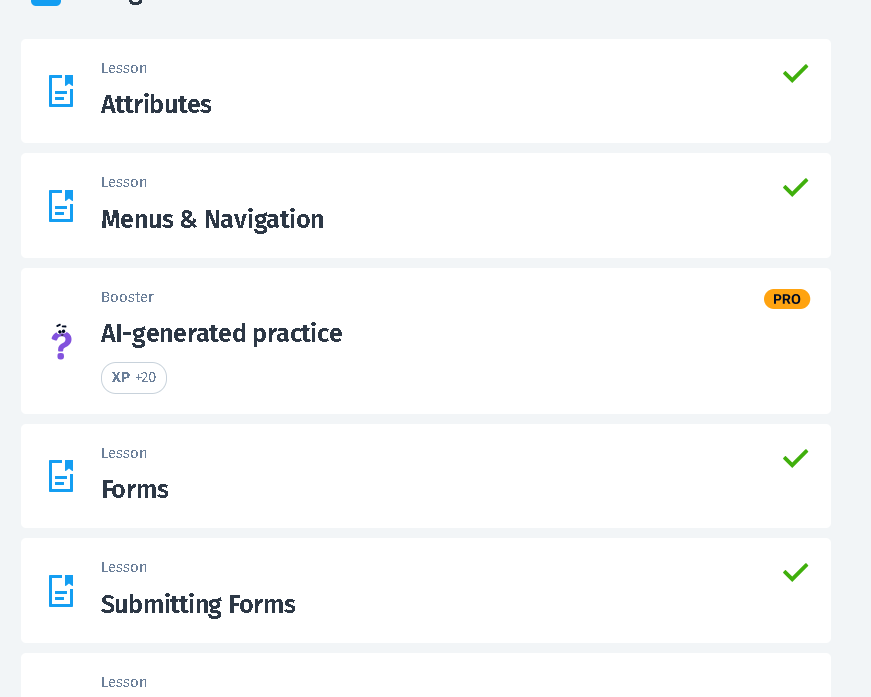 Lesson
Attributes
Lesson
Menus & Navigation
Booster
PRO
AI-generated practice
XP +20
Lesson
Forms
Lesson
Submitting Forms
Lesson